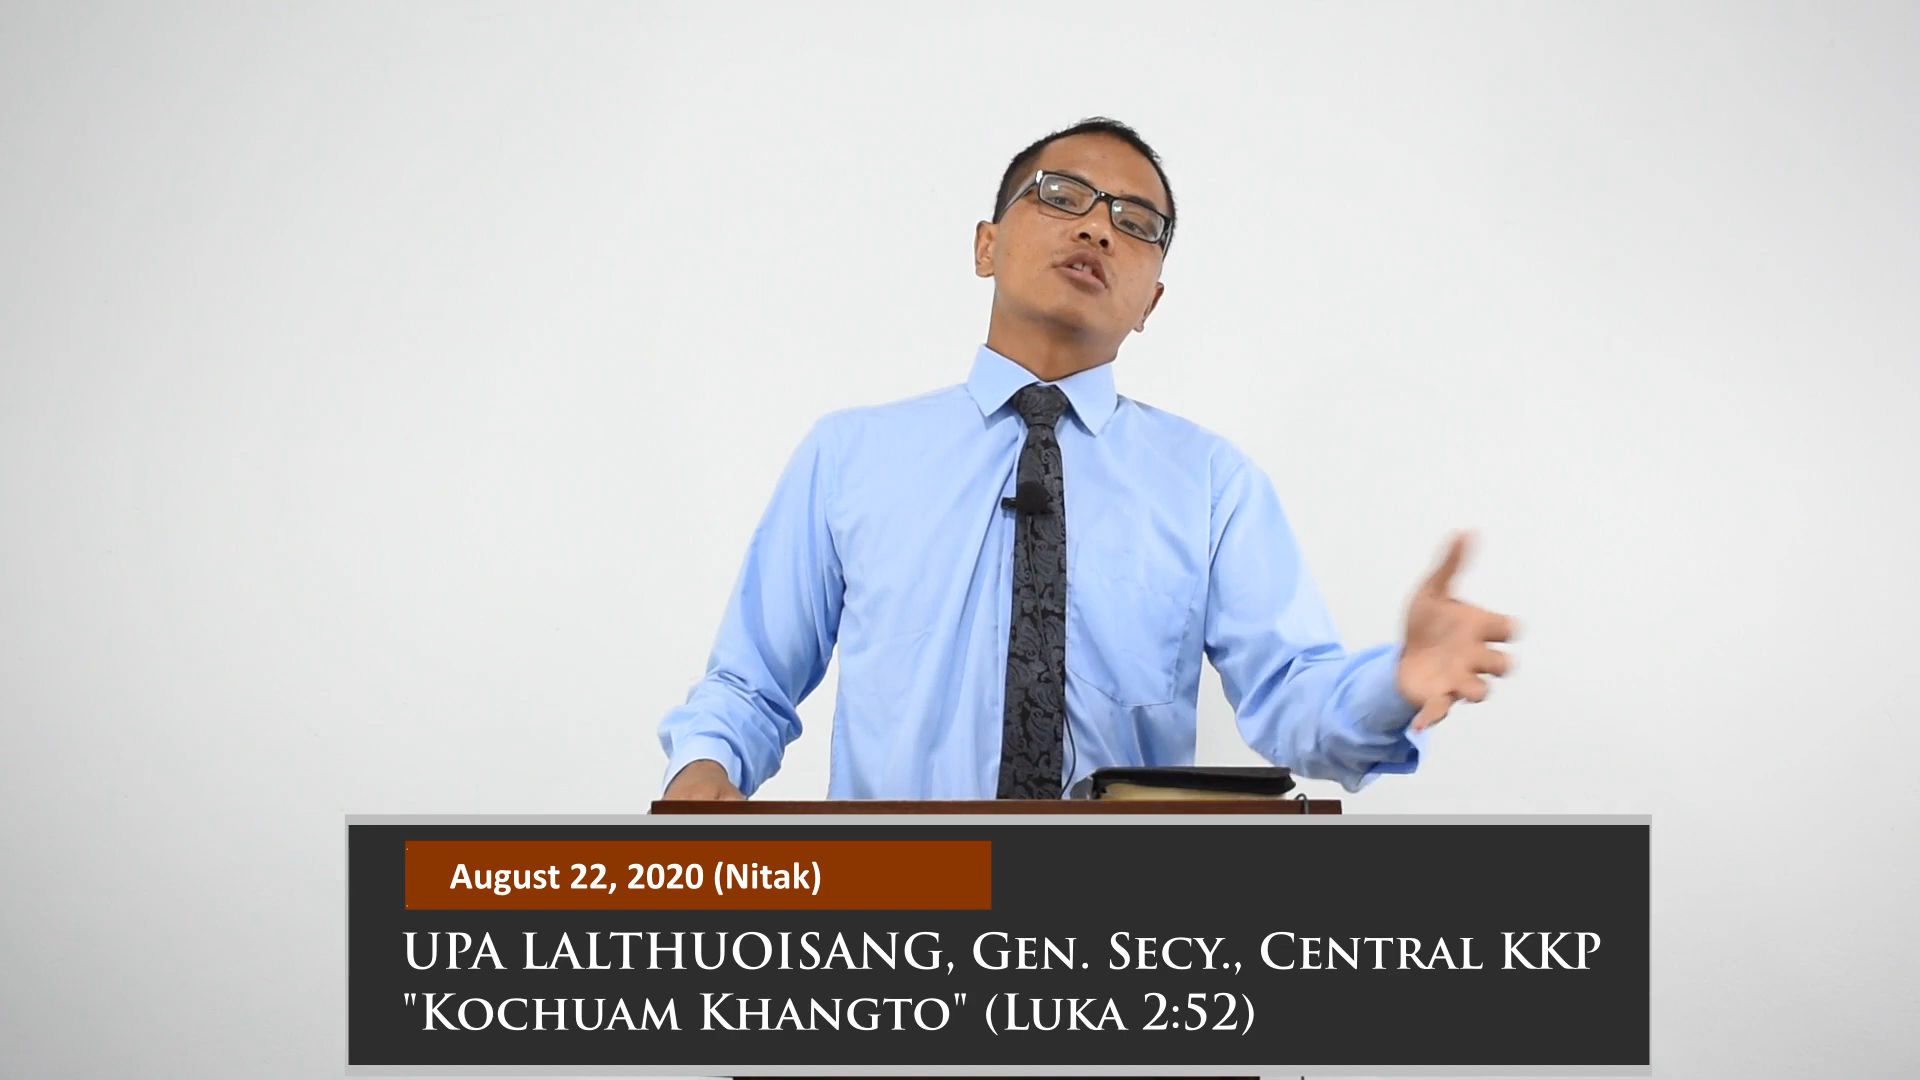 August 22, 2020 (Nitak)
UPA LALTHUOISANG, Gen. Secy., Central KKP
"Kochuam Khangto" (Luka 2:52)